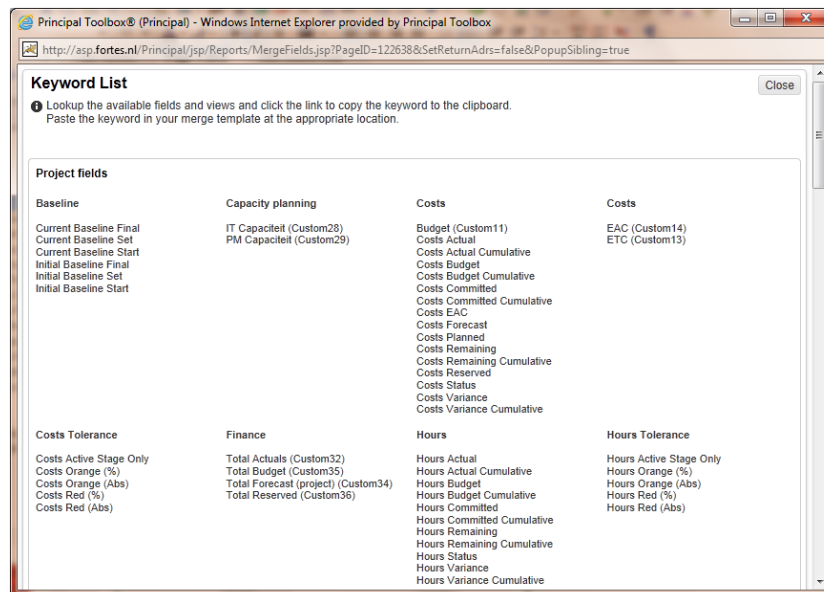 Principal Toolbox® (Principal) - Windows Internet Explorer provided by Principal Toolbox
http://asp.fortes.nl/Principal/jsp/Reports/MergeFields.jsp?PageID=122638&SetReturnAdrs=false&PopupSibling=true
Keyword List
Close
Lookup the available fields and views and click the link to copy the keyword to the clipboard.
Paste the keyword in your merge template at the appropriate location.
Project fields
Baseline
Current Baseline Final
Current Baseline Set
Current Baseline Start
Initial Baseline Final
Initial Baseline Set
Initial Baseline Start
Capacity planning
IT Capaciteit (Custom28)
PM Capaciteit (Custom29)
Costs
Budget (Custom11)
Costs Actual
Costs Actual Cumulative
Costs Budget
Costs Budget Cumulative
Costs Committed
Costs Committed Cumulative
Costs EAC
Costs Forecast
Costs Planned
Costs Remaining
Costs Remaining Cumulative
Costs Reserved
Costs Status
Costs Variance
Costs Variance Cumulative
Costs
EAC (Custom14)
ETC (Custom13)
Costs Tolerance
Costs Active Stage Only
Costs Orange (%)
Costs Orange (Abs)
Costs Red (%)
Costs Red (Abs)
Finance
Total Actuals (Custom32)
Total Budget (Custom35)
Total Forecast (project) (Custom34)
Total Reserved (Custom36)
Hours
Hours Actual
Hours Actual Cumulative
Hours Budget
Hours Budget Cumulative
Hours Committed
Hours Committed Cumulative
Hours Remaining
Hours Remaining Cumulative
Hours Status
Hours Variance
Hours Variance Cumulative
Hours Tolerance
Hours Active Stage Only
Hours Orange (%)
Hours Orange (Abs)
Hours Red (%)
Hours Red (Abs)